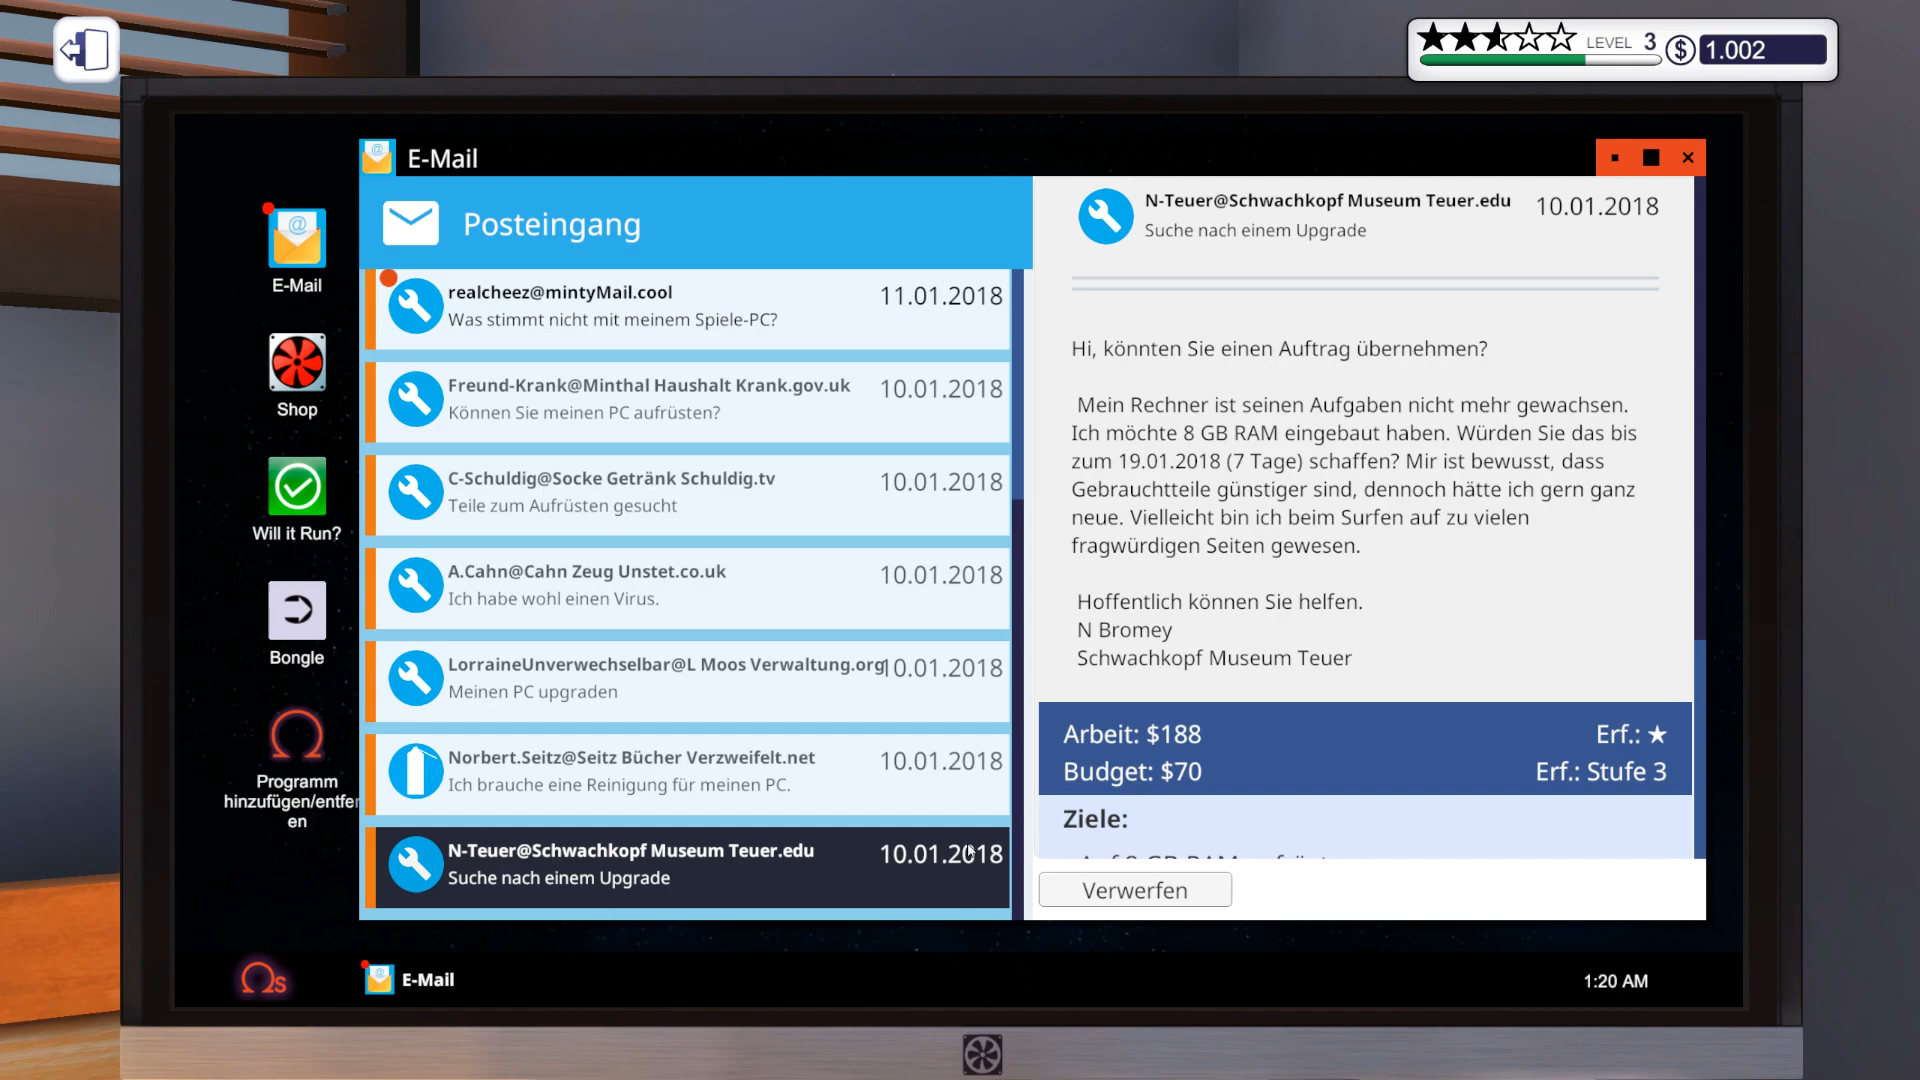 LEVEL 3
$ 1.002
E-Mail
Posteingang
realcheez@mintyMail.cool
11.01.2018
Was stimmt nicht mit meinem Spiele-PC?
Freund-Krank@Minthal Haushalt Krank.gov.uk
10.01.2018
Können Sie meinen PC aufrüsten?
C-Schuldig@Socke Getränk Schuldig.tv
10.01.2018
Teile zum Aufrüsten gesucht
A.Cahn@Cahn Zeug Unstet.co.uk
10.01.2018
Ich habe wohl einen Virus.
LorraineUnverwechselbar@L Moos Verwaltung.org
10.01.2018
Meinen PC upgraden
Norbert.Seitz@Seitz Bücher Verzweifelt.net
10.01.2018
Ich brauche eine Reinigung für meinen PC.
N-Teuer@Schwachkopf Museum Teuer.edu
10.01.2018
Suche nach einem Upgrade
N-Teuer@Schwachkopf Museum Teuer.edu
10.01.2018
Suche nach einem Upgrade
Hi, könnten Sie einen Auftrag übernehmen?
Mein Rechner ist seinen Aufgaben nicht mehr gewachsen.
Ich möchte 8 GB RAM eingebaut haben. Würden Sie das bis
zum 19.01.2018 (7 Tage) schaffen? Mir ist bewusst, dass
Gebrauchtteile günstiger sind, dennoch hätte ich gern ganz
neue. Vielleicht bin ich beim Surfen auf zu vielen
fragwürdigen Seiten gewesen.
Hoffentlich können Sie helfen.
N Bromey
Schwachkopf Museum Teuer
Arbeit: $188
Erf.: ★
Budget: $70
Erf.: Stufe 3
Ziele:
Verwerfen
E-Mail
Shop
Will it Run?
Bongle
Programm
hinzufügen/entfer
en
Ωs
E-Mail
1:20 AM